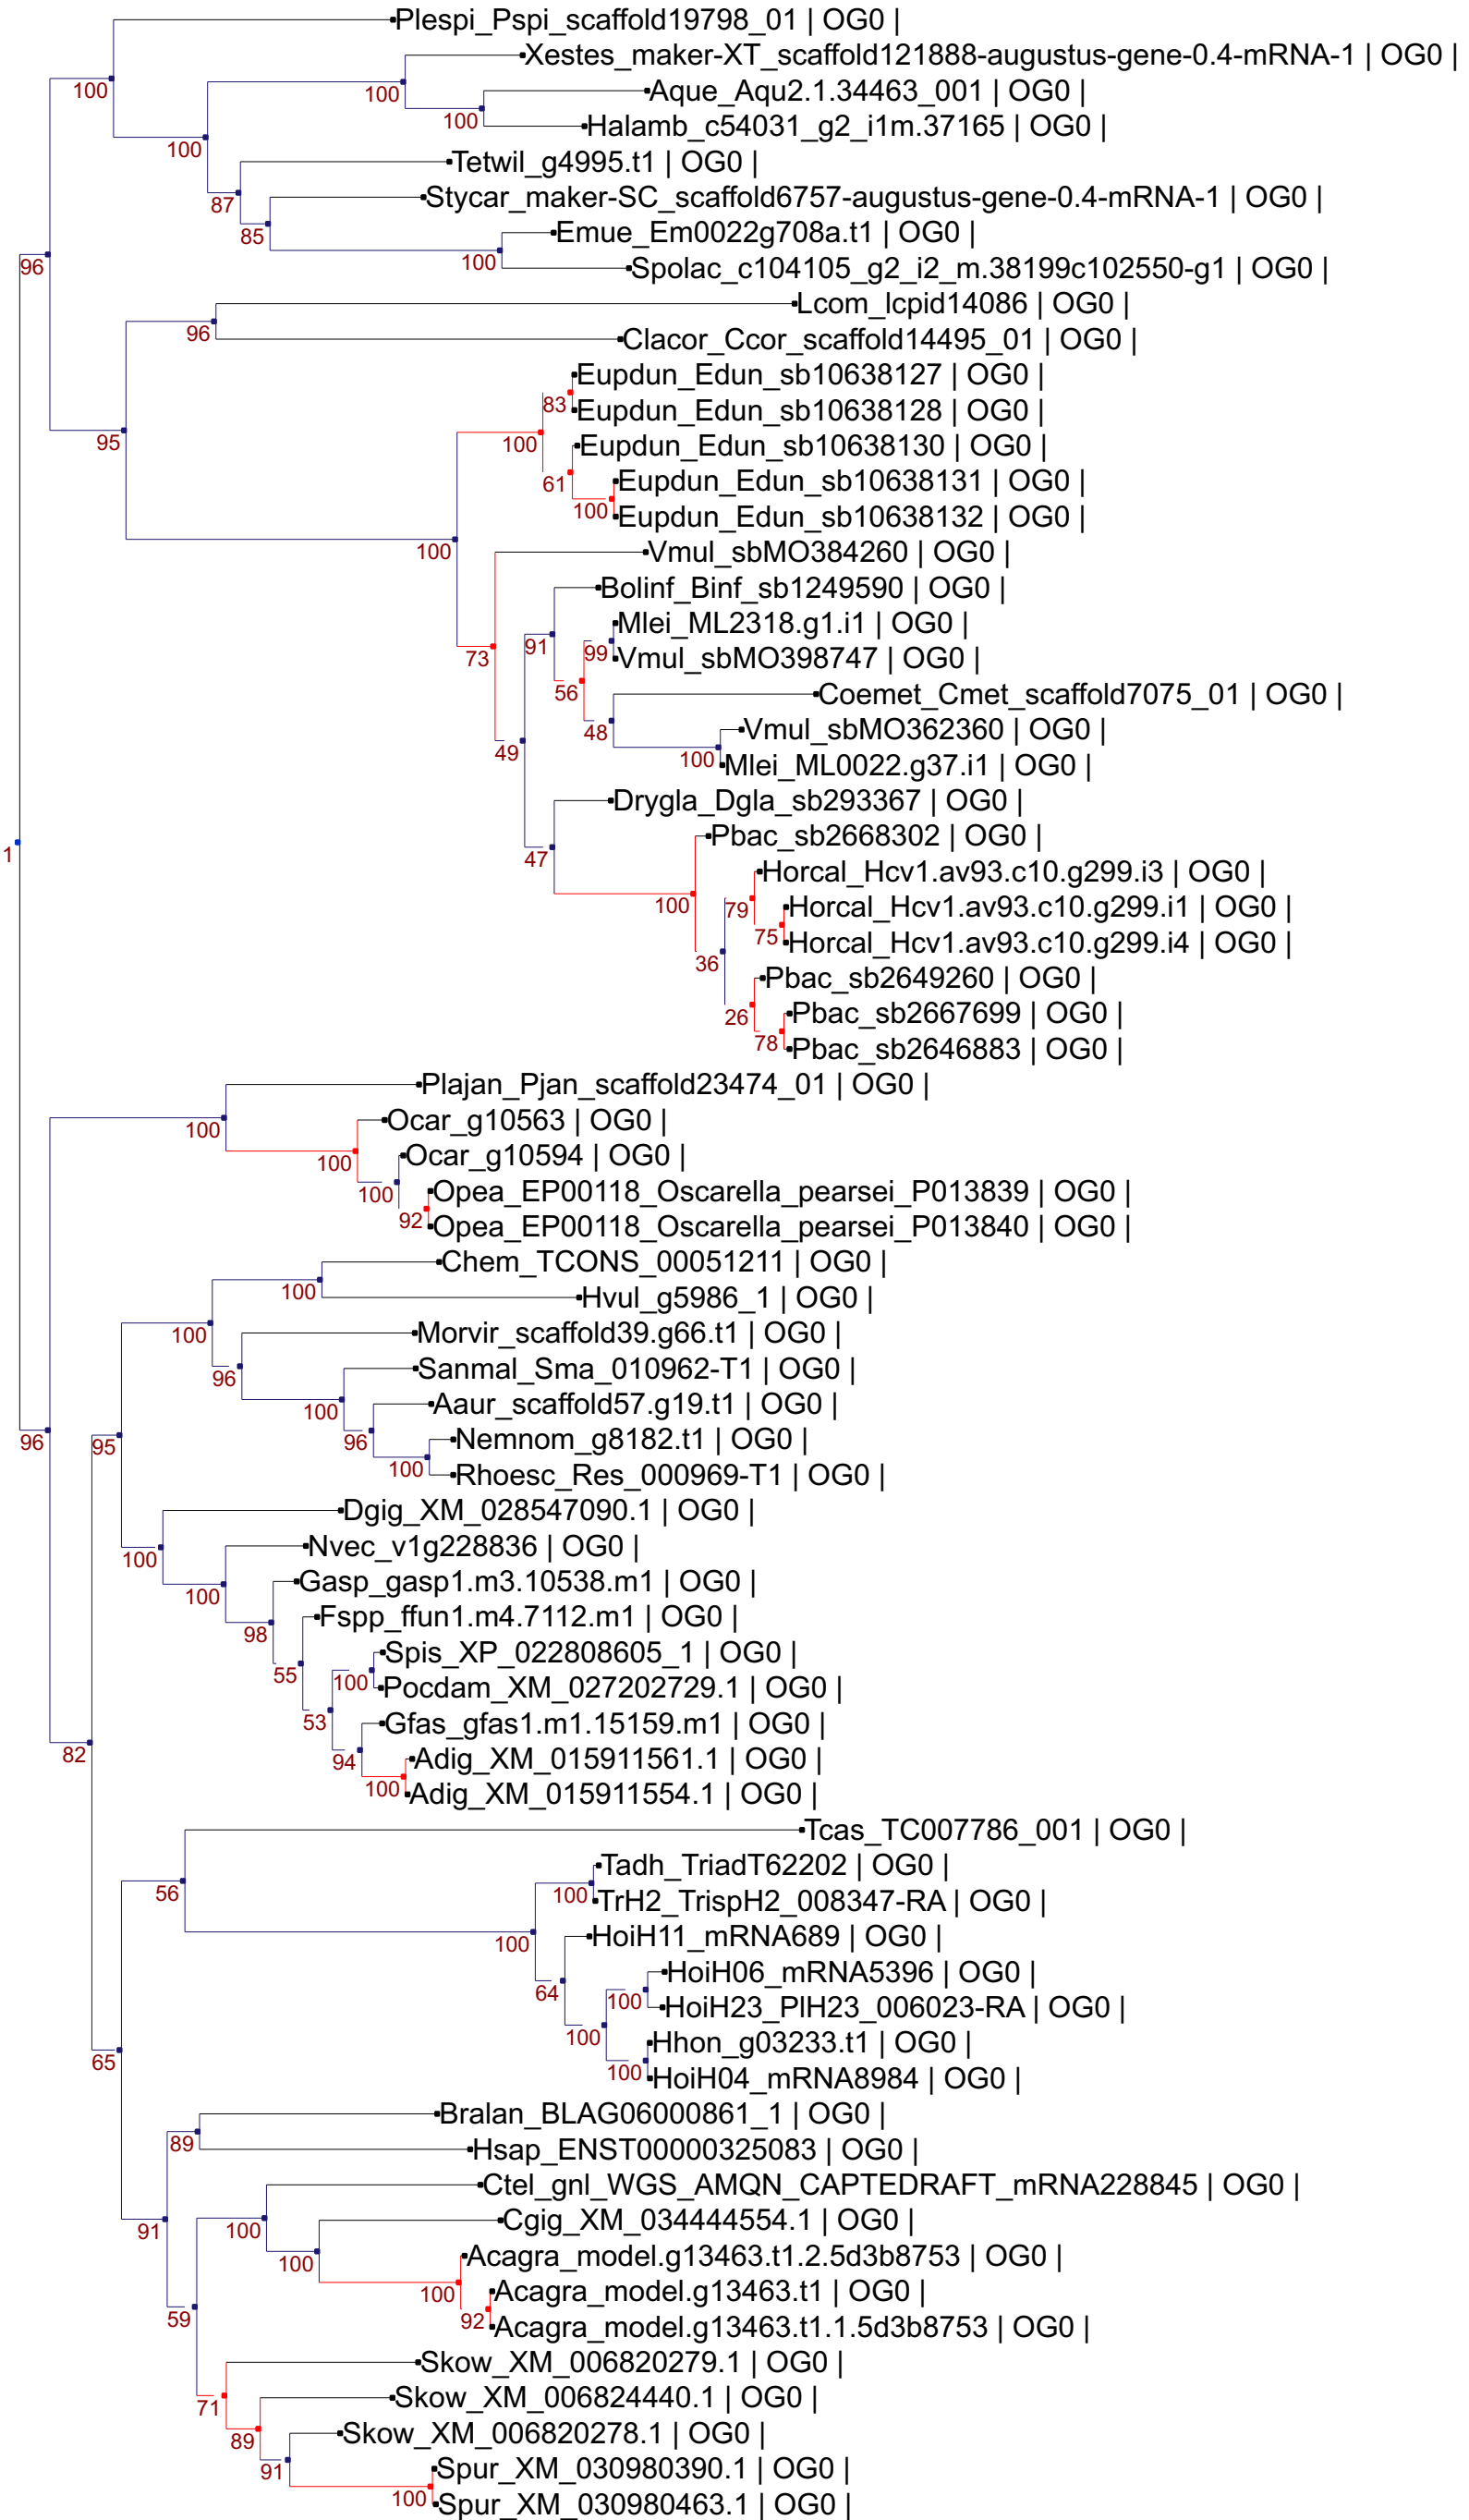 Plespi_Pspi_scaffold19798_01 | OG0 |
Xestes_maker-XT_scaffold121888-augustus-gene-0.4-mRNA-1 | OG0 |
100
100
Aque_Aqu2.1.34463_001 | OG0 |
100
Halamb_c54031_g2_i1m.37165 | OG0 |
100
Tetwil_g4995.t1 | OG0 |
87
Stycar_maker-SC_scaffold6757-augustus-gene-0.4-mRNA-1 | OG0 |
85
Emue_Em0022g708a.t1 | OG0 |
100
Spolac_c104105_g2_i2_m.38199c102550-g1 | OG0 |
96
Lcom_lcpid14086 | OG0 |
96
Clacor_Ccor_scaffold14495_01 | OG0 |
Eupdun_Edun_sb10638127 | OG0 |
83
Eupdun_Edun_sb10638128 | OG0 |
95
100
Eupdun_Edun_sb10638130 | OG0 |
61
Eupdun_Edun_sb10638131 | OG0 |
100
Eupdun_Edun_sb10638132 | OG0 |
100
Vmul_sbMO384260 | OG0 |
Bolinf_Binf_sb1249590 | OG0 |
Mlei_ML2318.g1.i1 | OG0 |
91
99
73
Vmul_sbMO398747 | OG0 |
56
Coemet_Cmet_scaffold7075_01 | OG0 |
48
Vmul_sbMO362360 | OG0 |
49
100
Mlei_ML0022.g37.i1 | OG0 |
Drygla_Dgla_sb293367 | OG0 |
Pbac_sb2668302 | OG0 |
1
47
Horcal_Hcv1.av93.c10.g299.i3 | OG0 |
100
79
Horcal_Hcv1.av93.c10.g299.i1 | OG0 |
75
Horcal_Hcv1.av93.c10.g299.i4 | OG0 |
36
Pbac_sb2649260 | OG0 |
26
Pbac_sb2667699 | OG0 |
78
Pbac_sb2646883 | OG0 |
Plajan_Pjan_scaffold23474_01 | OG0 |
100
Ocar_g10563 | OG0 |
100
Ocar_g10594 | OG0 |
100
Opea_EP00118_Oscarella_pearsei_P013839 | OG0 |
92
Opea_EP00118_Oscarella_pearsei_P013840 | OG0 |
Chem_TCONS_00051211 | OG0 |
100
Hvul_g5986_1 | OG0 |
100
Morvir_scaffold39.g66.t1 | OG0 |
96
Sanmal_Sma_010962-T1 | OG0 |
100
Aaur_scaffold57.g19.t1 | OG0 |
96
95
96
Nemnom_g8182.t1 | OG0 |
100
Rhoesc_Res_000969-T1 | OG0 |
Dgig_XM_028547090.1 | OG0 |
100
Nvec_v1g228836 | OG0 |
100
Gasp_gasp1.m3.10538.m1 | OG0 |
98
Fspp_ffun1.m4.7112.m1 | OG0 |
55
Spis_XP_022808605_1 | OG0 |
100
Pocdam_XM_027202729.1 | OG0 |
53
Gfas_gfas1.m1.15159.m1 | OG0 |
82
94
Adig_XM_015911561.1 | OG0 |
100
Adig_XM_015911554.1 | OG0 |
Tcas_TC007786_001 | OG0 |
56
Tadh_TriadT62202 | OG0 |
100
TrH2_TrispH2_008347-RA | OG0 |
100
HoiH11_mRNA689 | OG0 |
64
HoiH06_mRNA5396 | OG0 |
100
HoiH23_PlH23_006023-RA | OG0 |
100
Hhon_g03233.t1 | OG0 |
65
100
HoiH04_mRNA8984 | OG0 |
Bralan_BLAG06000861_1 | OG0 |
89
Hsap_ENST00000325083 | OG0 |
Ctel_gnl_WGS_AMQN_CAPTEDRAFT_mRNA228845 | OG0 |
91
100
Cgig_XM_034444554.1 | OG0 |
100
Acagra_model.g13463.t1.2.5d3b8753 | OG0 |
100
Acagra_model.g13463.t1 | OG0 |
59
92
Acagra_model.g13463.t1.1.5d3b8753 | OG0 |
Skow_XM_006820279.1 | OG0 |
71
Skow_XM_006824440.1 | OG0 |
89
Skow_XM_006820278.1 | OG0 |
91
Spur_XM_030980390.1 | OG0 |
100
Spur_XM_030980463.1 | OG0 |